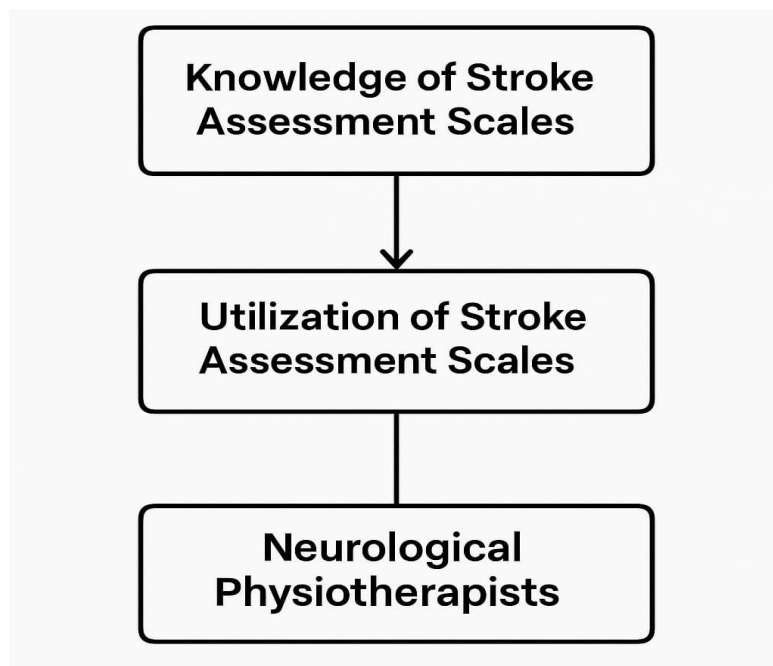 Knowledge of Stroke
Assessment Scales
Utilization of Stroke
Assessment Scales
Neurological
Physiotherapists